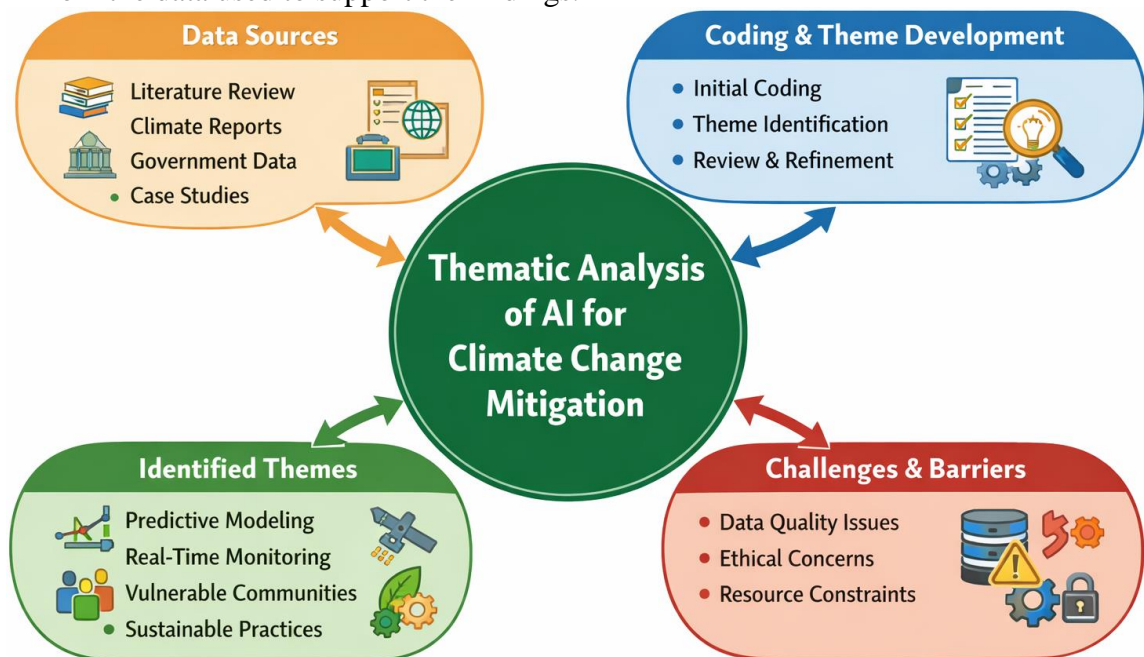 Data Sources
Literature Review
Climate Reports
Government Data
• Case Studies
Coding & Theme Development
• Initial Coding
• Theme Identification
• Review & Refinement
Thematic Analysis
of AI for
Climate Change
Mitigation
Identified Themes
Predictive Modeling
Real-Time Monitoring
Vulnerable Communities
• Sustainable Practices
Challenges & Barriers
• Data Quality Issues
• Ethical Concerns
• Resource Constraints